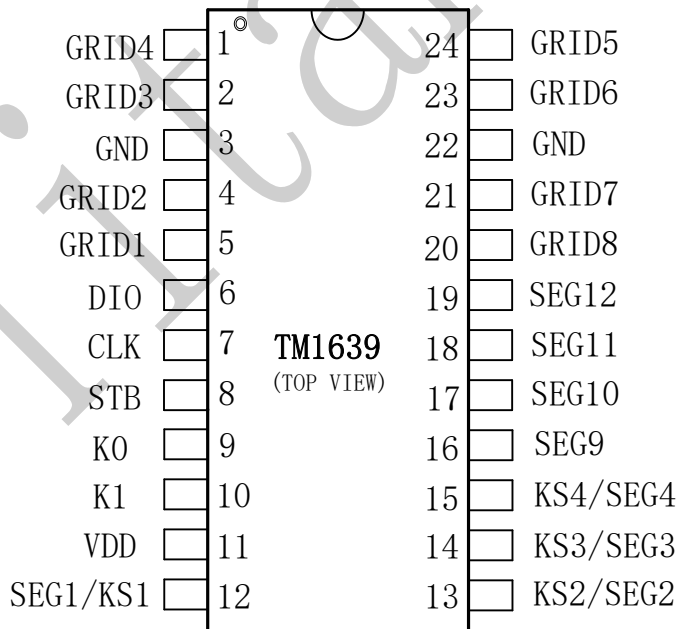 GRID4 1 24 GRID5
GRID3 2 23 GRID6
GND 3 22 GND
GRID2 4 21 GRID7
GRID1 5 20 GRID8
DIO 6 19 SEG12
CLK 7 TM1639 18 SEG11
(TOP VIEW)
STB 8 17 SEG10
K0 9 16 SEG9
K1 10 15 KS4/SEG4
VDD 11 14 KS3/SEG3
SEG1/KS1 12 13 KS2/SEG2